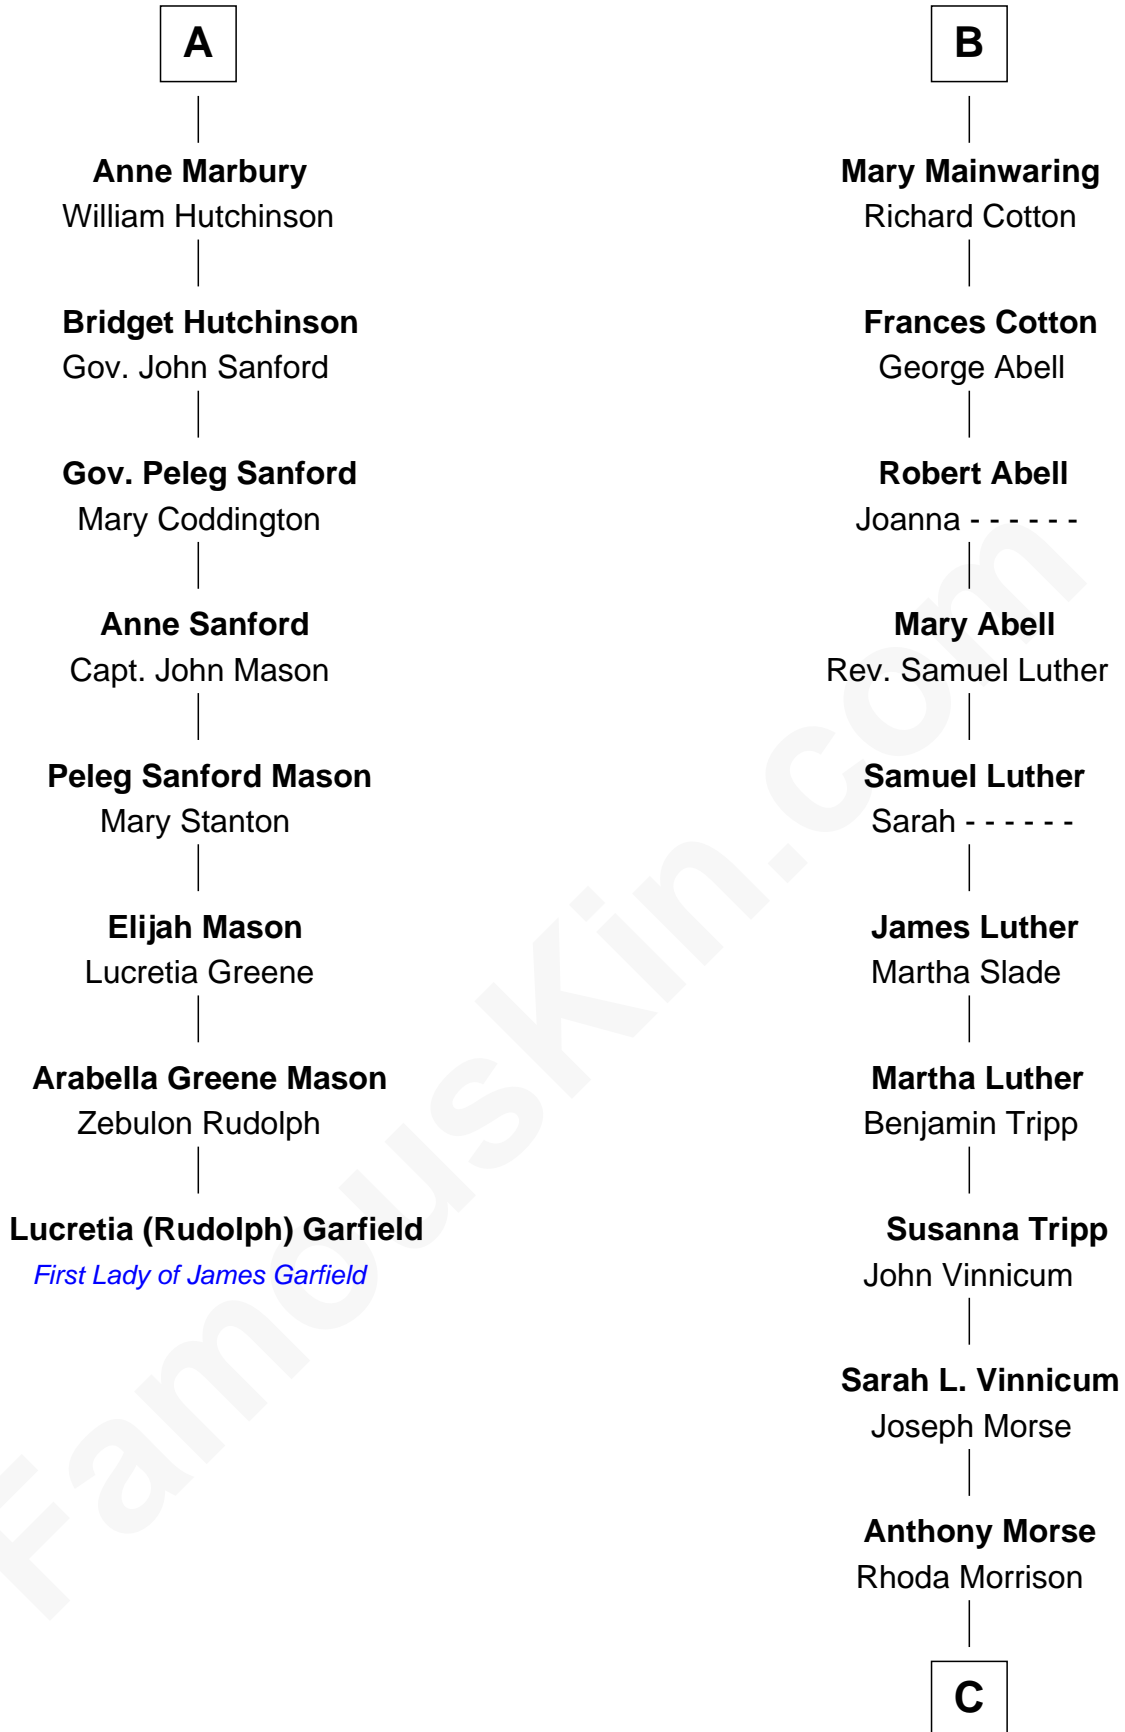 A
Anne Marbury
William Hutchinson
Bridget Hutchinson
Gov. John Sanford
Gov. Peleg Sanford
Mary Coddington
Anne Sanford
Capt. John Mason
Peleg Sanford Mason
Mary Stanton
Elijah Mason
Lucretia Greene
Arabella Greene Mason
Zebulon Rudolph
Lucretia (Rudolph) Garfield
First Lady of James Garfield
B
Mary Mainwaring
Richard Cotton
Frances Cotton
George Abell
Robert Abell
Joanna - - - - - -
Mary Abell
Rev. Samuel Luther
Samuel Luther
Sarah - - - - - -
James Luther
Martha Slade
Martha Luther
Benjamin Tripp
Susanna Tripp
John Vinnicum
Sarah L. Vinnicum
Joseph Morse
Anthony Morse
Rhoda Morrison
C
FamousKin.com